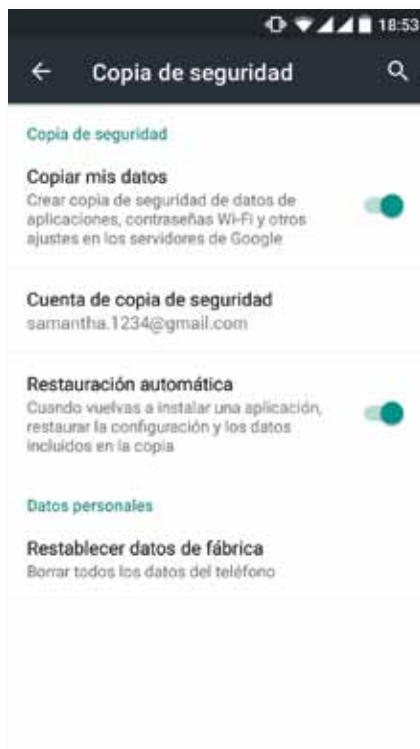 18:53
Copia de seguridad
Copia de seguridad
Copiar mis datos
Crear copia de seguridad de datos de
aplicaciones, contraseñas Wi-Fi y otros
ajustes en los servidores de Google
Cuenta de copia de seguridad
samantha.1234@gmail.com
Restauración automática
Cuando vuelvas a instalar una aplicación,
restaurar la configuración y los datos
incluidos en la copia
Datos personales
Restablecer datos de fábrica
Borrar todos los datos del teléfono